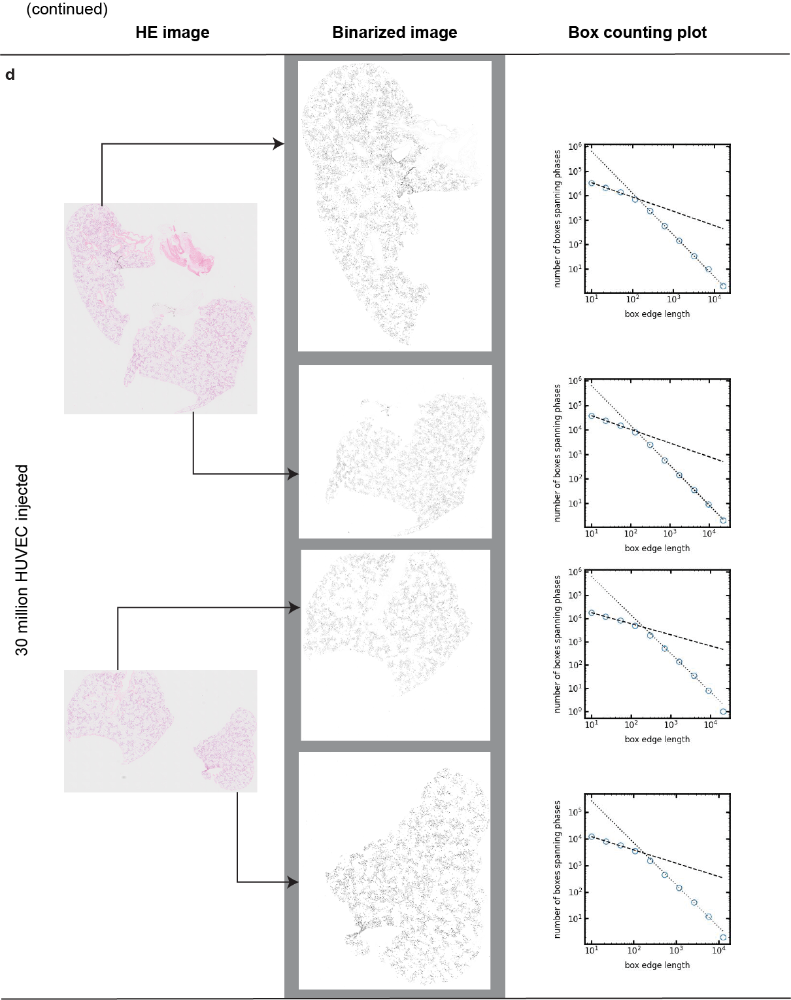 (continued)
HE image Binarized image Box counting plot
d
30 million HUVEC injected
number of boxes spanning phases
10⁶
10⁵
10⁴
10³
10²
10¹
10¹ 10² 10³ 10⁴
box edge length
number of boxes spanning phases
10⁶
10⁵
10⁴
10³
10²
10¹
10¹ 10² 10³ 10⁴
box edge length
number of boxes spanning phases
10⁶
10⁵
10⁴
10³
10²
10¹
10⁰
10¹ 10² 10³ 10⁴
box edge length
number of boxes spanning phases
10⁵
10⁴
10³
10²
10¹
10¹ 10² 10³ 10⁴
box edge length